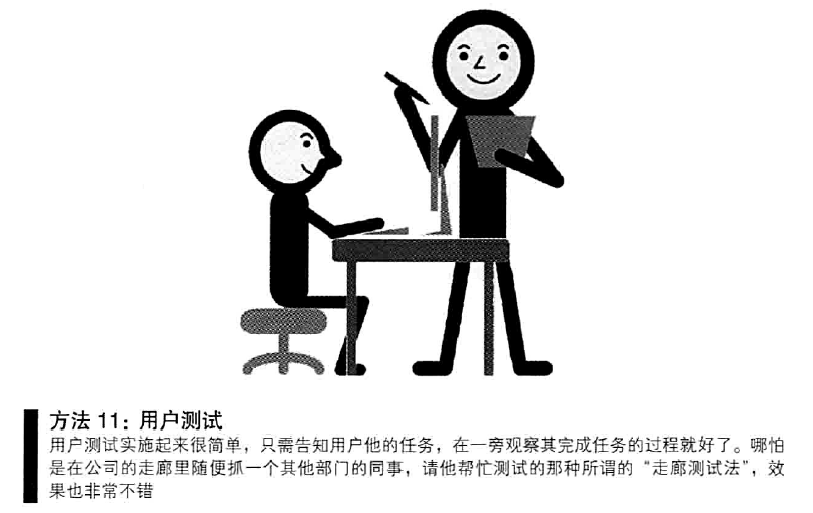 方法 11：用户测试
用户测试实施起来很简单，只需告知用户他的任务，在一旁观察其完成任务的过程就好了。哪怕
是在公司的走廊里随便抓一个其他部门的同事，请他帮忙测试的那种所谓的“走廊测试法”，效
果也非常不错